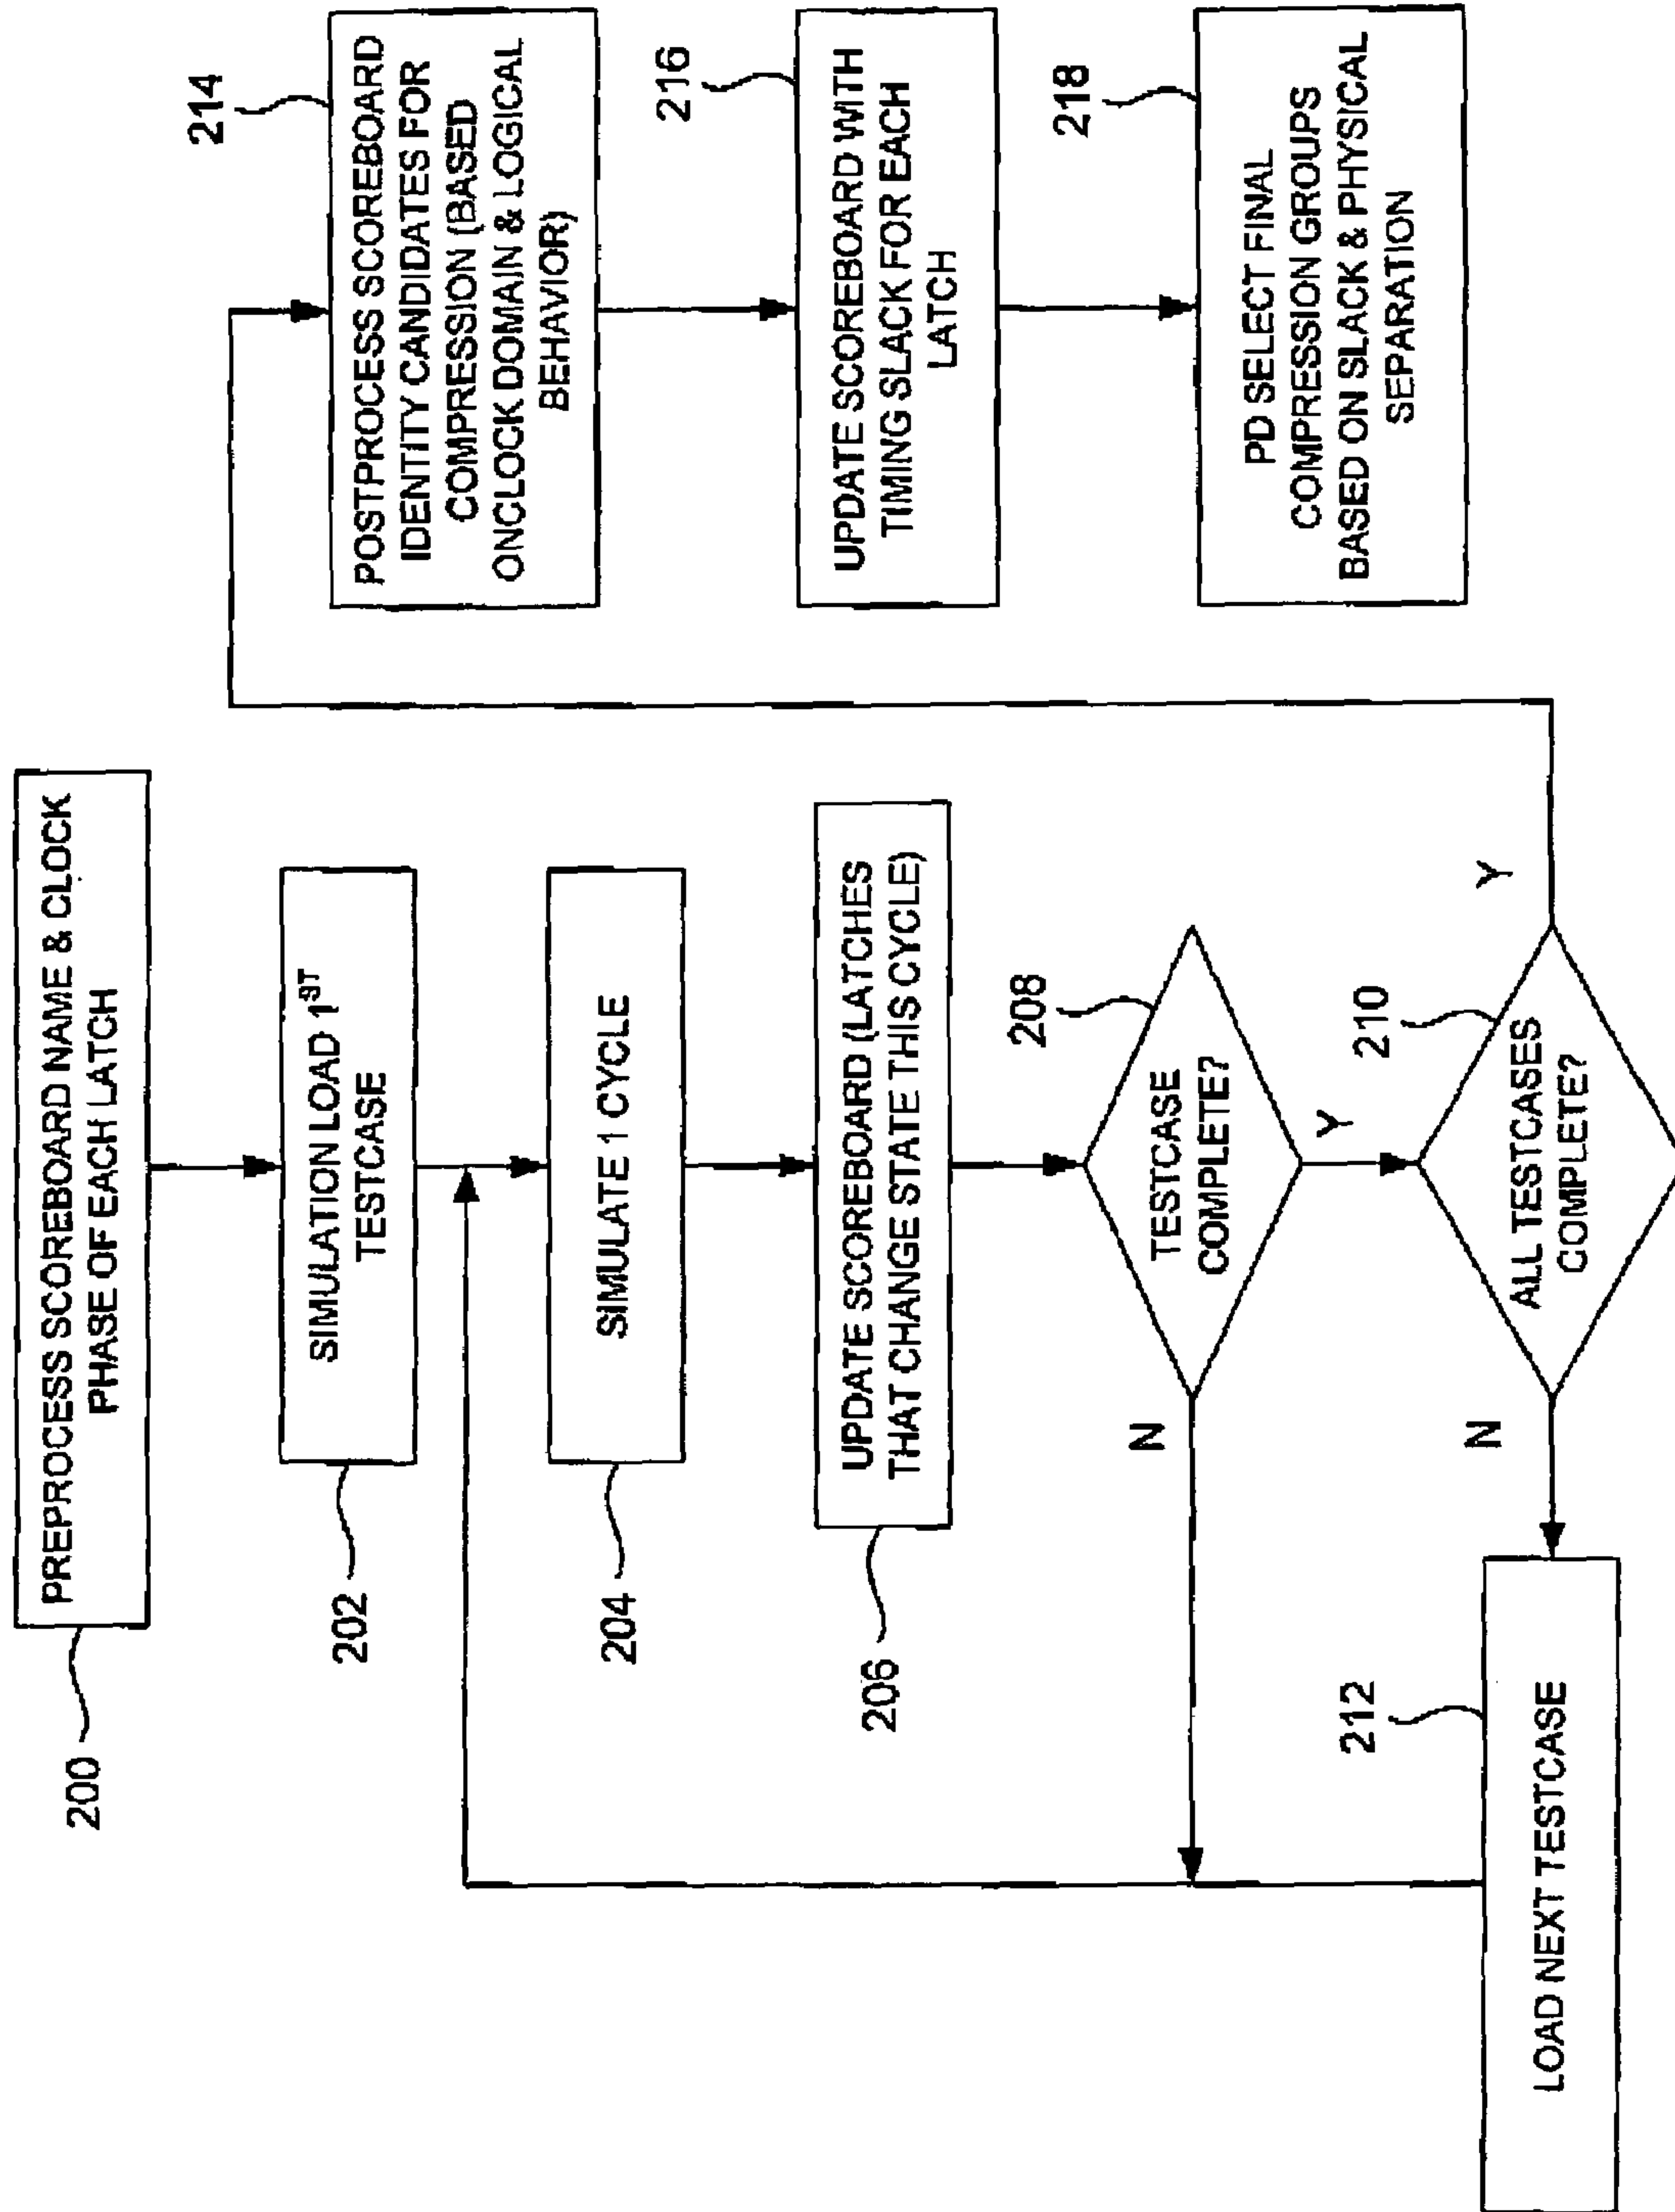 200
PREPROCESS SCOREBOARD NAME & CLOCK
PHASE OF EACH LATCH
202
SIMULATION LOAD 1ST
TESTCASE
204
SIMULATE 1 CYCLE
206
UPDATE SCOREBOARD (LATCHES
THAT CHANGE STATE THIS CYCLE)
208
TESTCASE
COMPLETE?
N
Y
210
ALL TESTCASES
COMPLETE?
N
Y
212
LOAD NEXT TESTCASE
214
POSTPROCESS SCOREBOARD
IDENTITY CANDIDATES FOR
COMPRESSION (BASED
ONCLOCK DOMAIN & LOGICAL
BEHAVIOR)
216
UPDATE SCOREBOARD WITH
TIMING SLACK FOR EACH
LATCH
218
PD SELECT FINAL
COMPRESSION GROUPS
BASED ON SLACK & PHYSICAL
SEPARATION